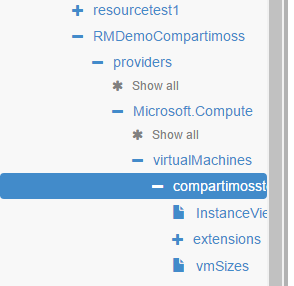 resourcetest1
RMDemoCompartimoss
providers
Show all
Microsoft.Compute
Show all
virtualMachines
compartimosst
InstanceVie
extensions
vmSizes